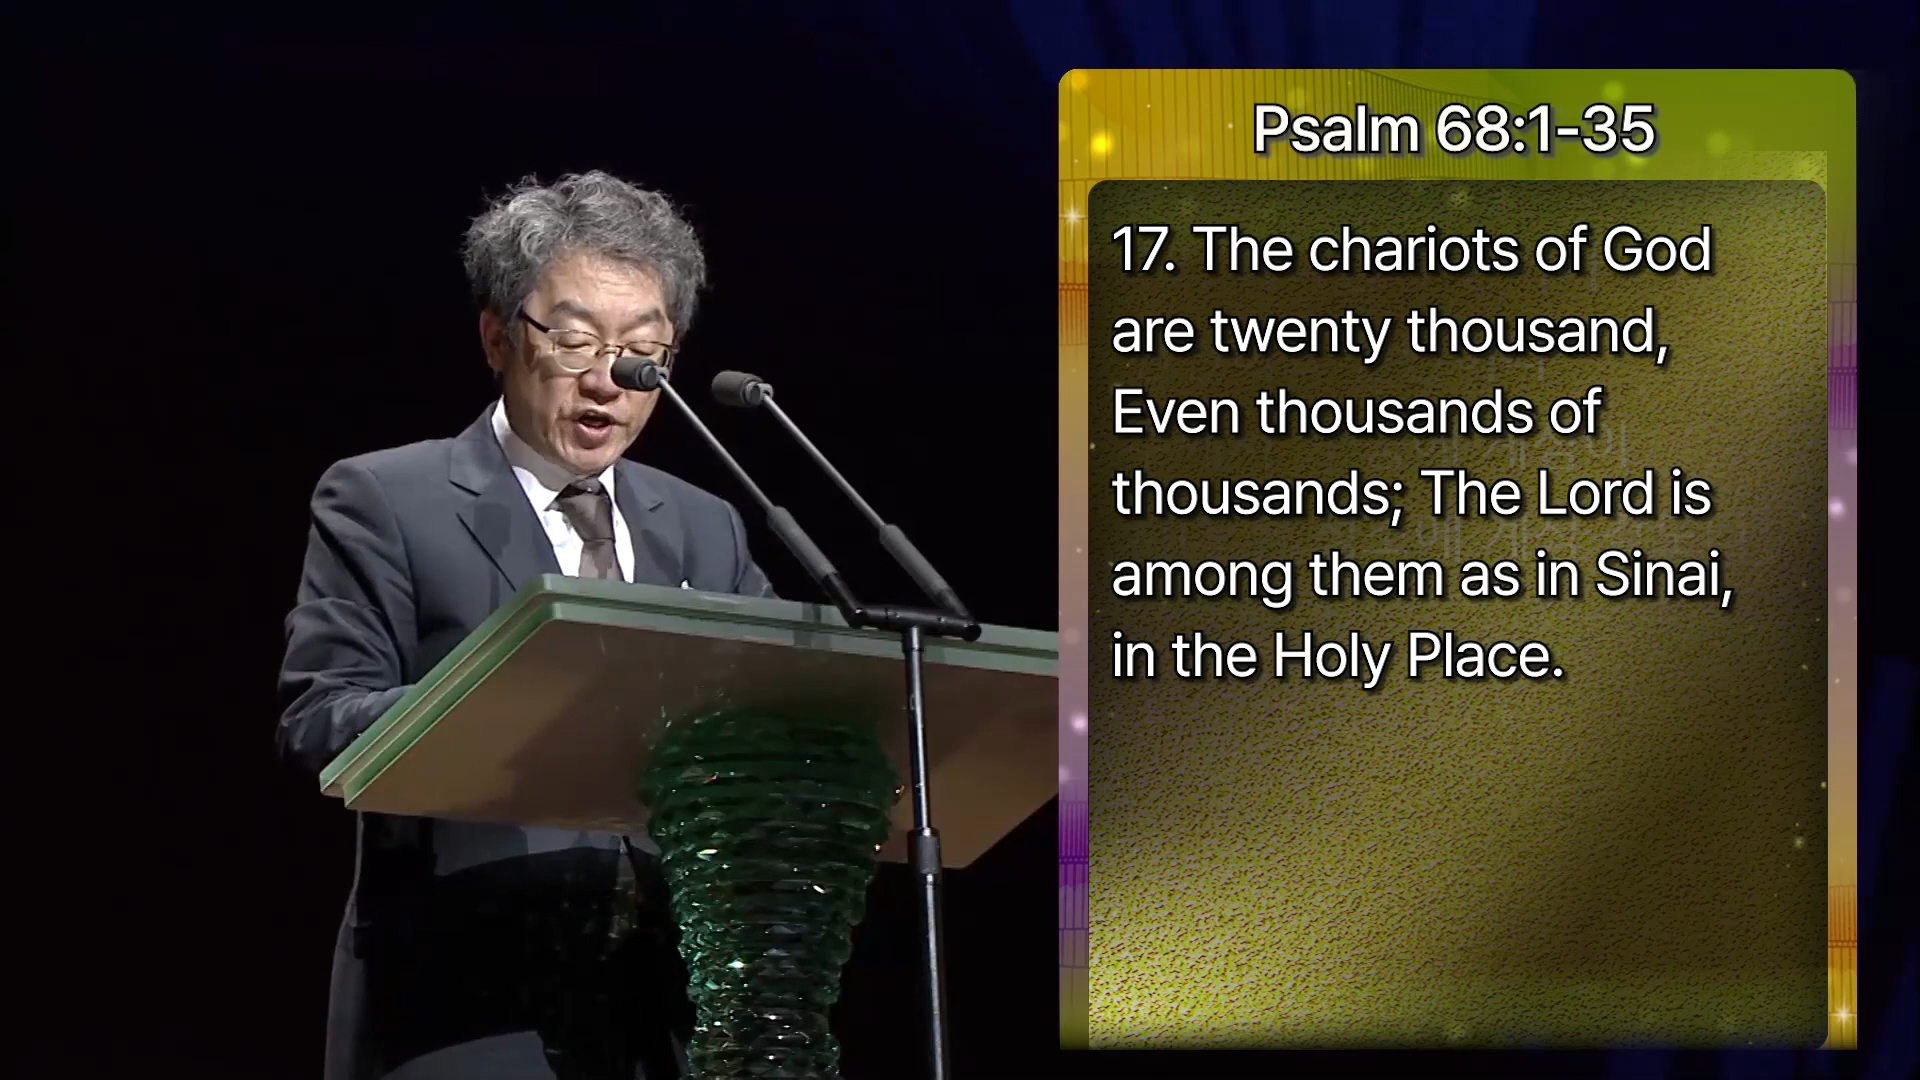 Psalm 68:1-35
17. The chariots of God
are twenty thousand,
Even thousands of
thousands; The Lord is
among them as in Sinai,
in the Holy Place.